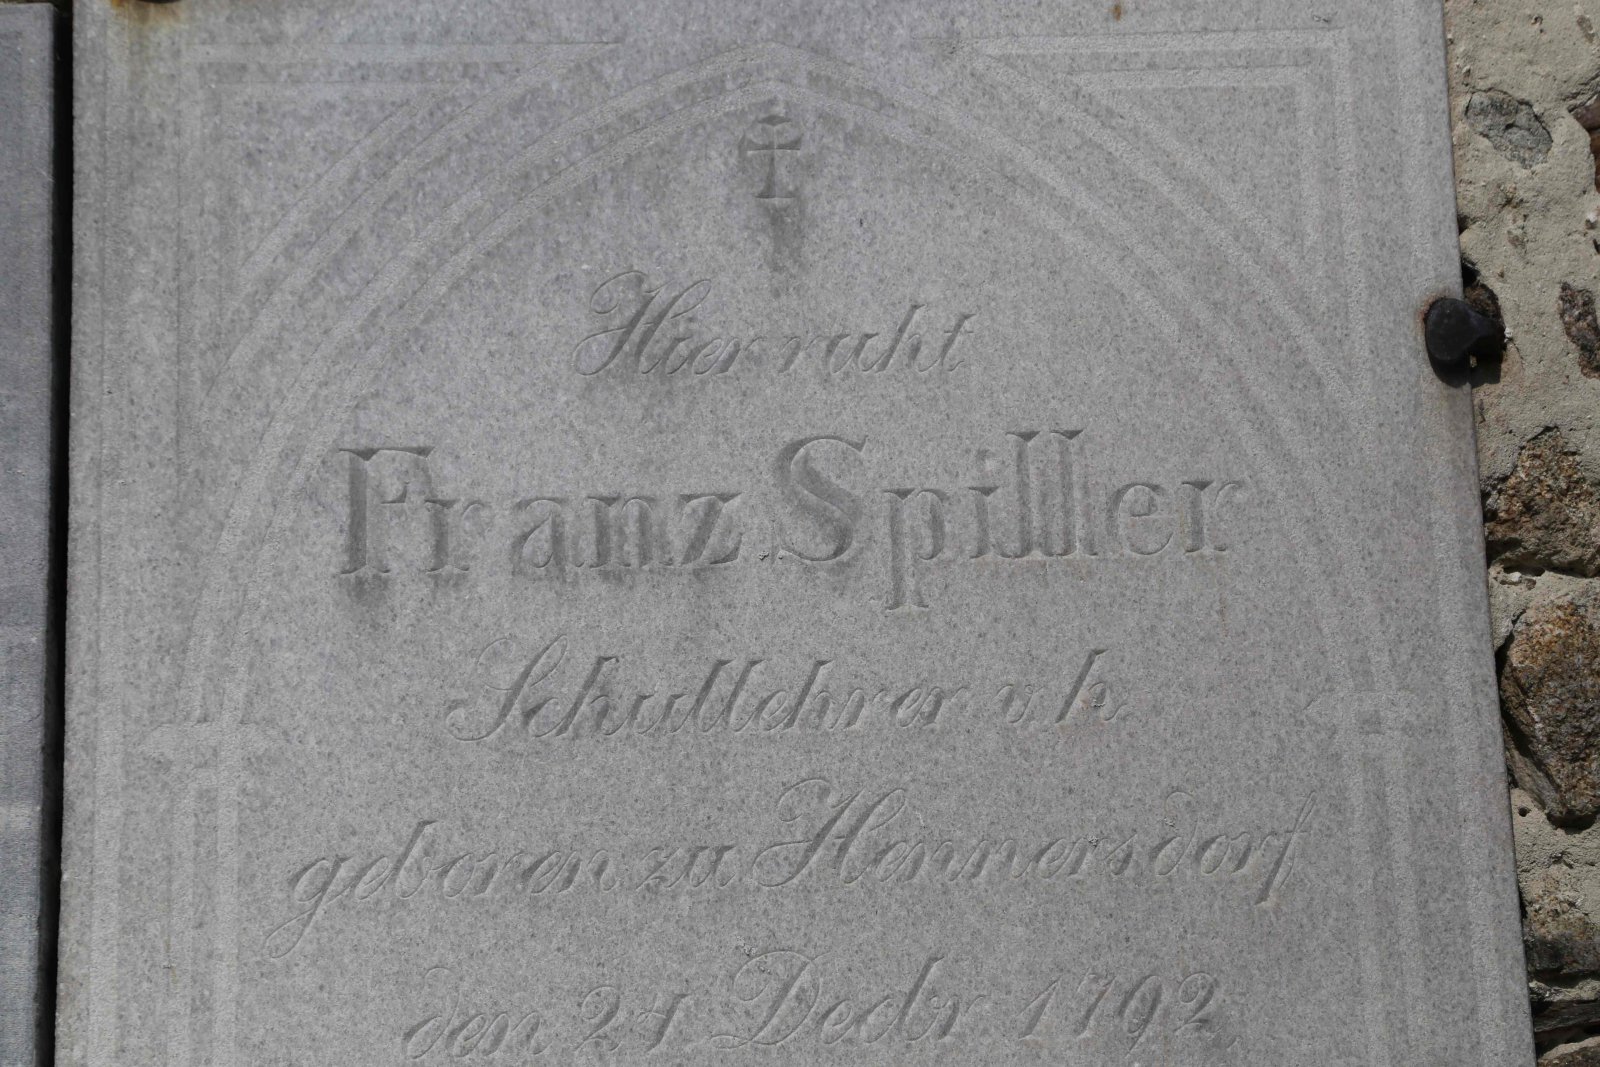 Hier ruht
Franz Spiller
Schullehrer v. h.
geboren zu Hennersdorf
den 24 Decbr 1792